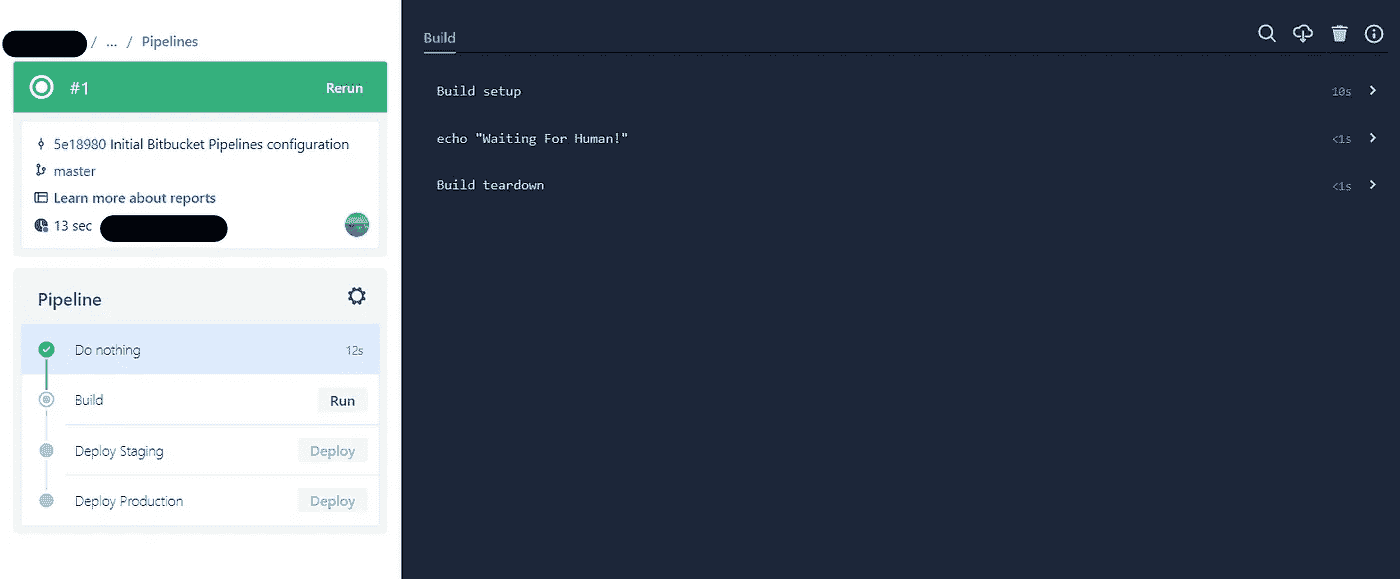 / ... / Pipelines
#1 Rerun
5e18980 Initial Bitbucket Pipelines configuration
master
Learn more about reports
13 sec
Pipeline
Do nothing 12s
Build Run
Deploy Staging Deploy
Deploy Production Deploy
Build
Build setup 10s
echo "Waiting For Human!" <1s
Build teardown <1s